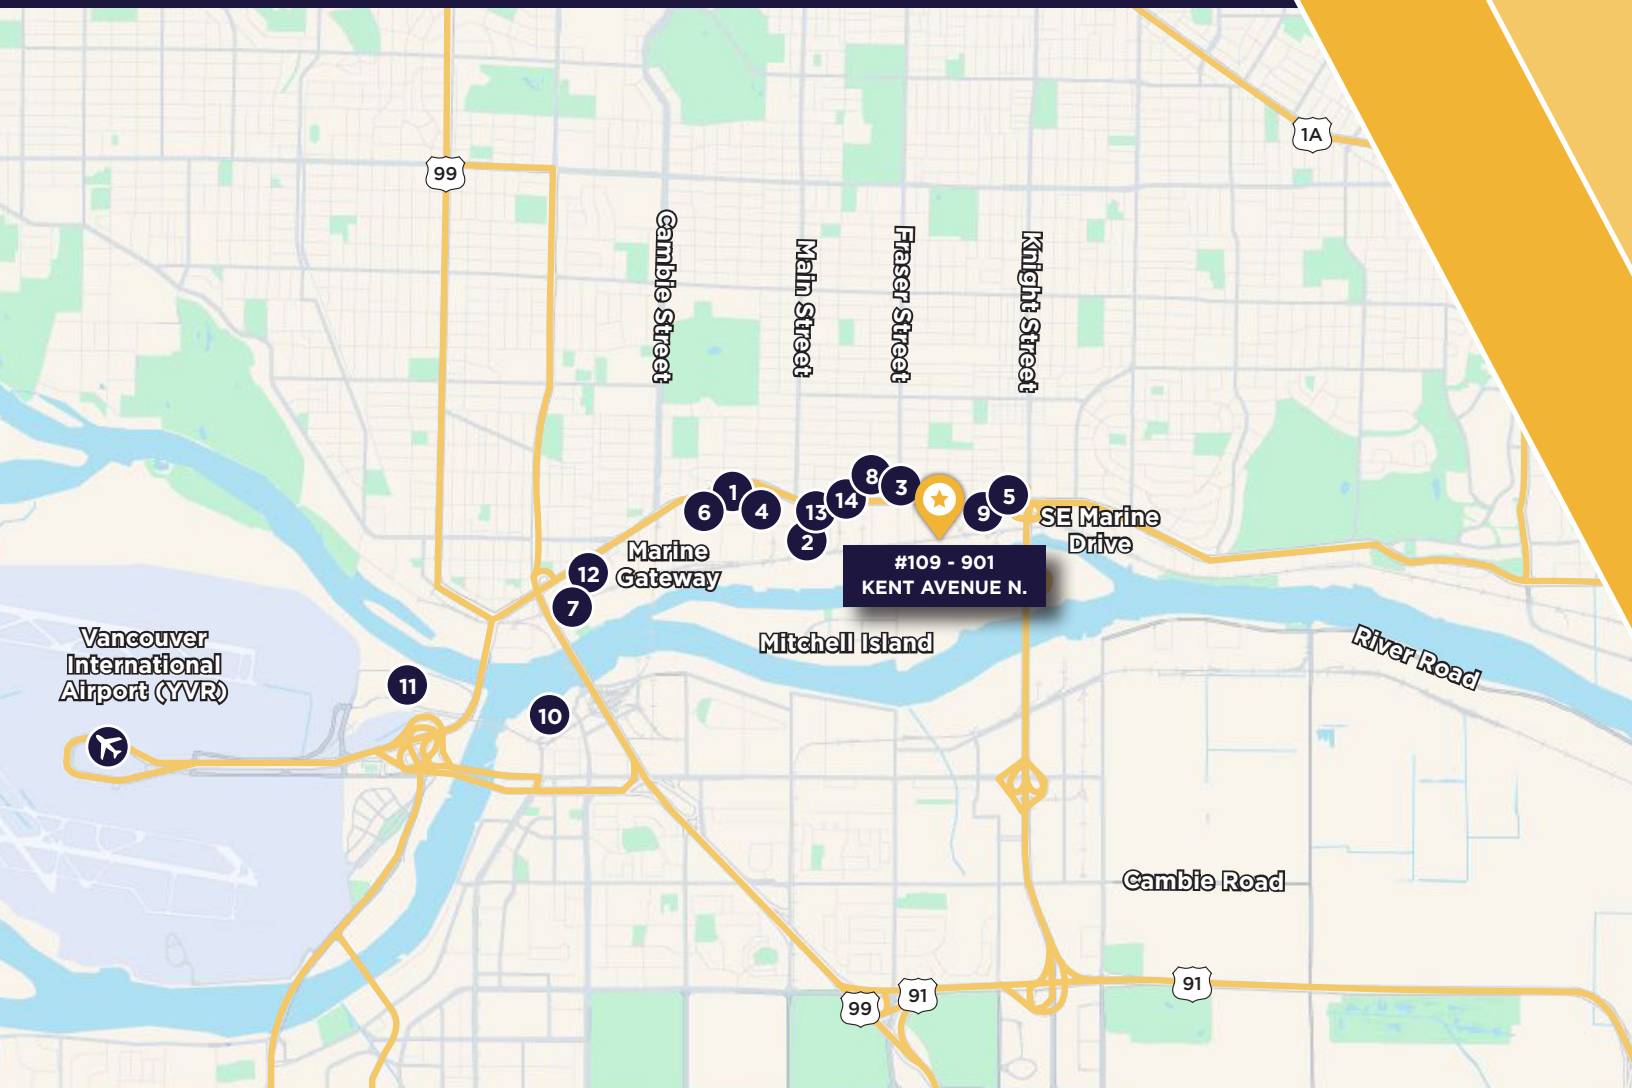 1A
99
Cambie Street
Main Street
Fraser Street
Knight Street
8
3
1
14
5
6
4
13
9
2
SE Marine
Drive
Marine
Gateway
12
7
#109 - 901
KENT AVENUE N.
Mitchell Island
River Road
Vancouver
International
Airport (YVR)
11
10
Cambie Road
99
91
91